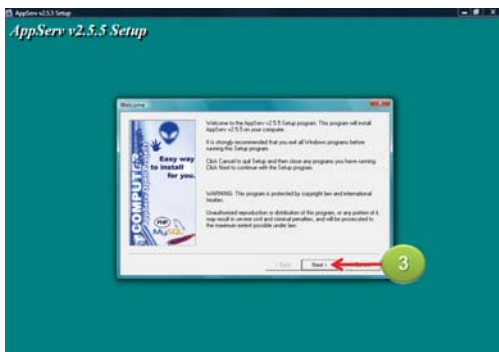 AppServ v2.5.5 Setup
AppServ v2.5.5 Setup
Welcome
Welcome to the AppServ v2.5.5 Setup program. This program will install
AppServ v2.5.5 on your computer.
It is strongly recommended that you exit all Windows programs before
running this Setup program.
Click Cancel to quit Setup and then close any programs you have running.
Click Next to continue with the Setup program.
WARNING: This program is protected by copyright law and international
treaties.
Unauthorized reproduction or distribution of this program, or any portion of it,
may result in severe civil and criminal penalties, and will be prosecuted to
the maximum extent possible under law.
Easy way
to install
for you.
COMPUTER
AppServ Open Project
PHP
MySQL
< Back
Next >
3